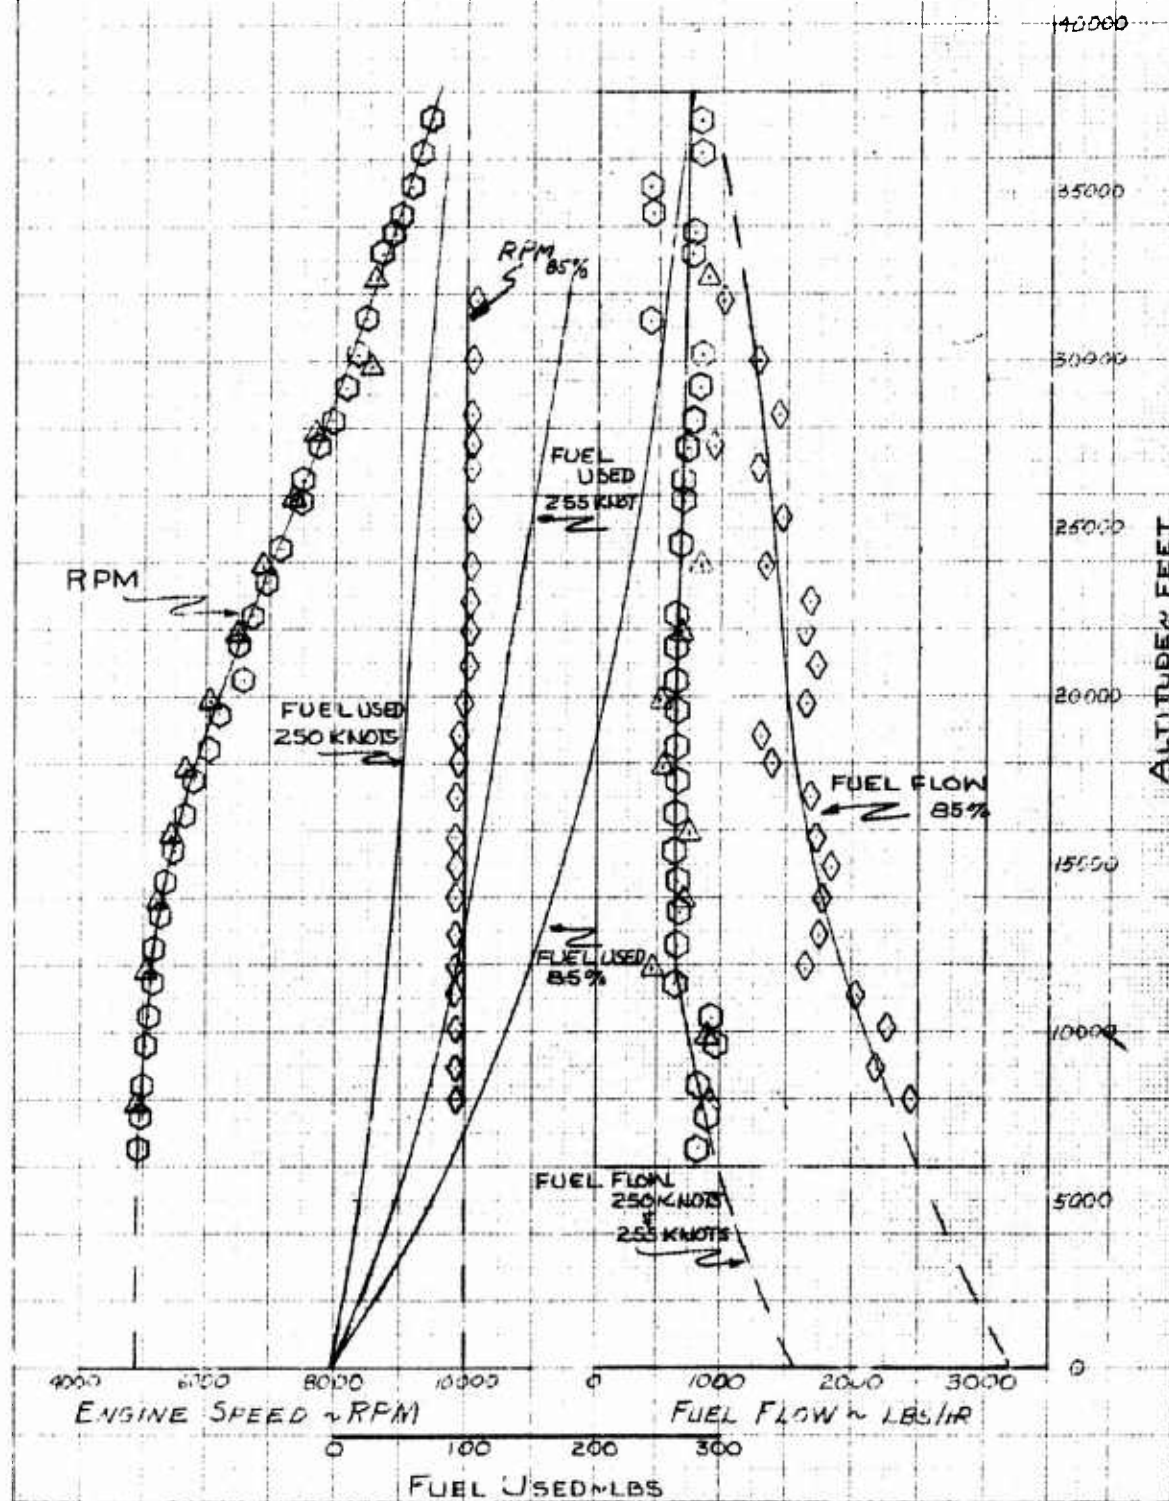 40000
35000
RPM 85%
30000
FUEL
USED
255 KNOT
25000
RPM
ALTITUDE ~ FEET
20000
FUEL USED
250 KNOTS
FUEL FLOW
85%
15000
FUEL USED
85%
10000
FUEL FLOW
250 KNOTS
&
255 KNOTS
5000
0
4000 6000 8000 10000 0 1000 2000 3000
ENGINE SPEED ~ RPM FUEL FLOW ~ LBS/HR
0 100 200 300
FUEL USED ~ LBS